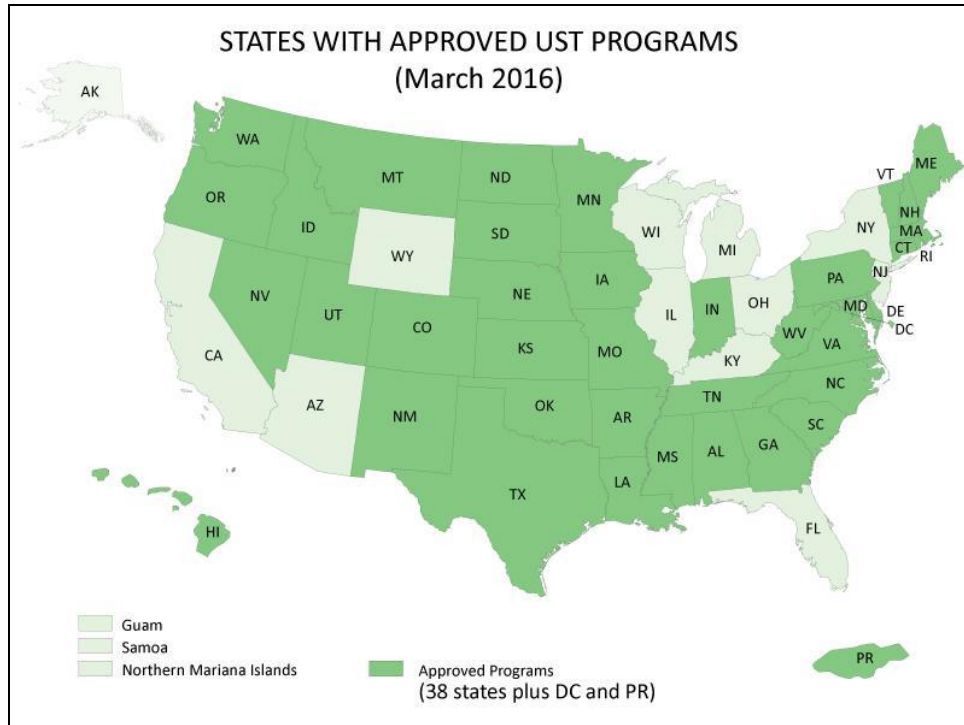 STATES WITH APPROVED UST PROGRAMS
(March 2016)
AK
WA
MT
ND
MN
VT
ME
OR
ID
SD
WI
MI
NY
NH
MA
CT
RI
WY
NV
UT
CO
NE
IA
IL
IN
OH
PA
NJ
MD
DE
DC
CA
KS
MO
KY
WV
VA
AZ
NM
OK
AR
TN
NC
SC
TX
LA
MS
AL
GA
FL
HI
Guam
Samoa
Northern Mariana Islands
Approved Programs
(38 states plus DC and PR)
PR